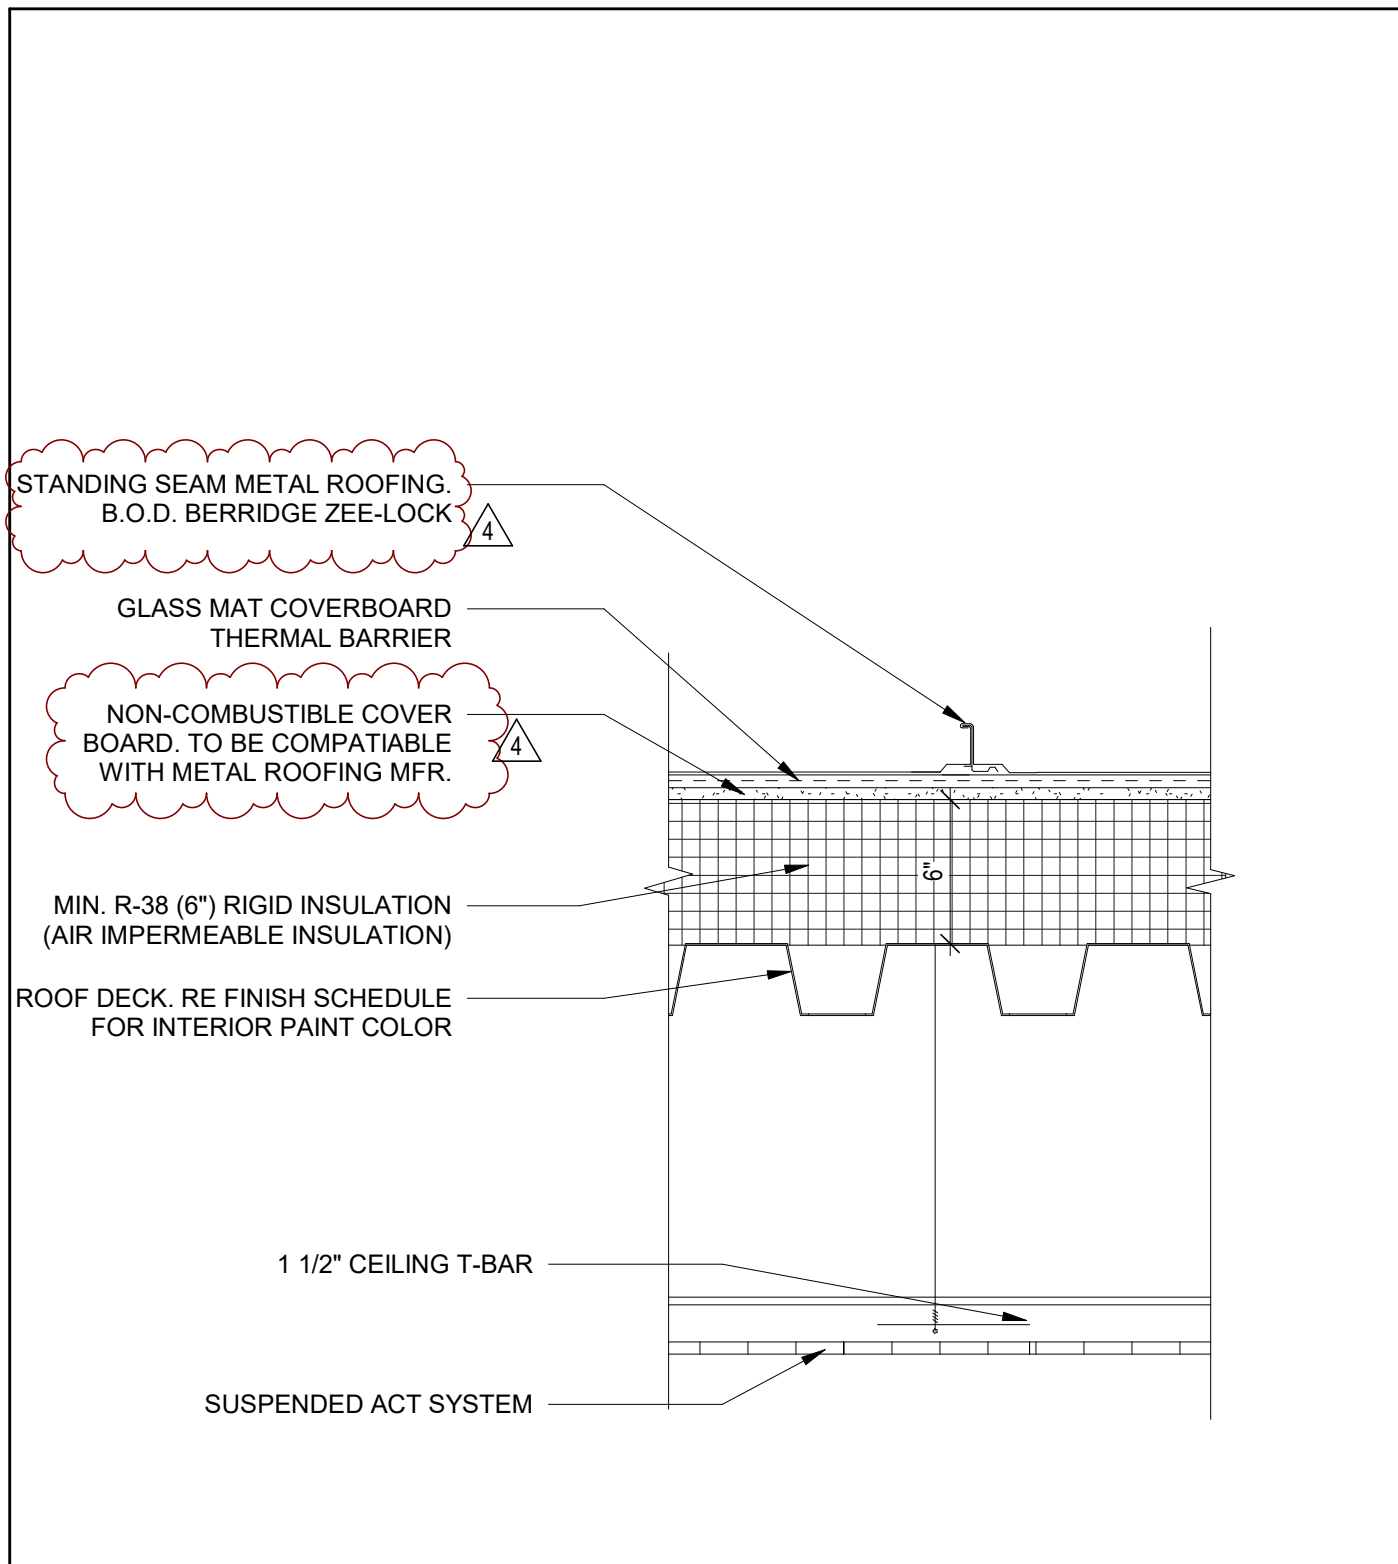 STANDING SEAM METAL ROOFING.
B.O.D. BERRIDGE ZEE-LOCK
4
GLASS MAT COVERBOARD
THERMAL BARRIER
NON-COMBUSTIBLE COVER
BOARD. TO BE COMPATIABLE
WITH METAL ROOFING MFR.
4
6"
MIN. R-38 (6") RIGID INSULATION
(AIR IMPERMEABLE INSULATION)
ROOF DECK. RE FINISH SCHEDULE
FOR INTERIOR PAINT COLOR
1 1/2" CEILING T-BAR
SUSPENDED ACT SYSTEM